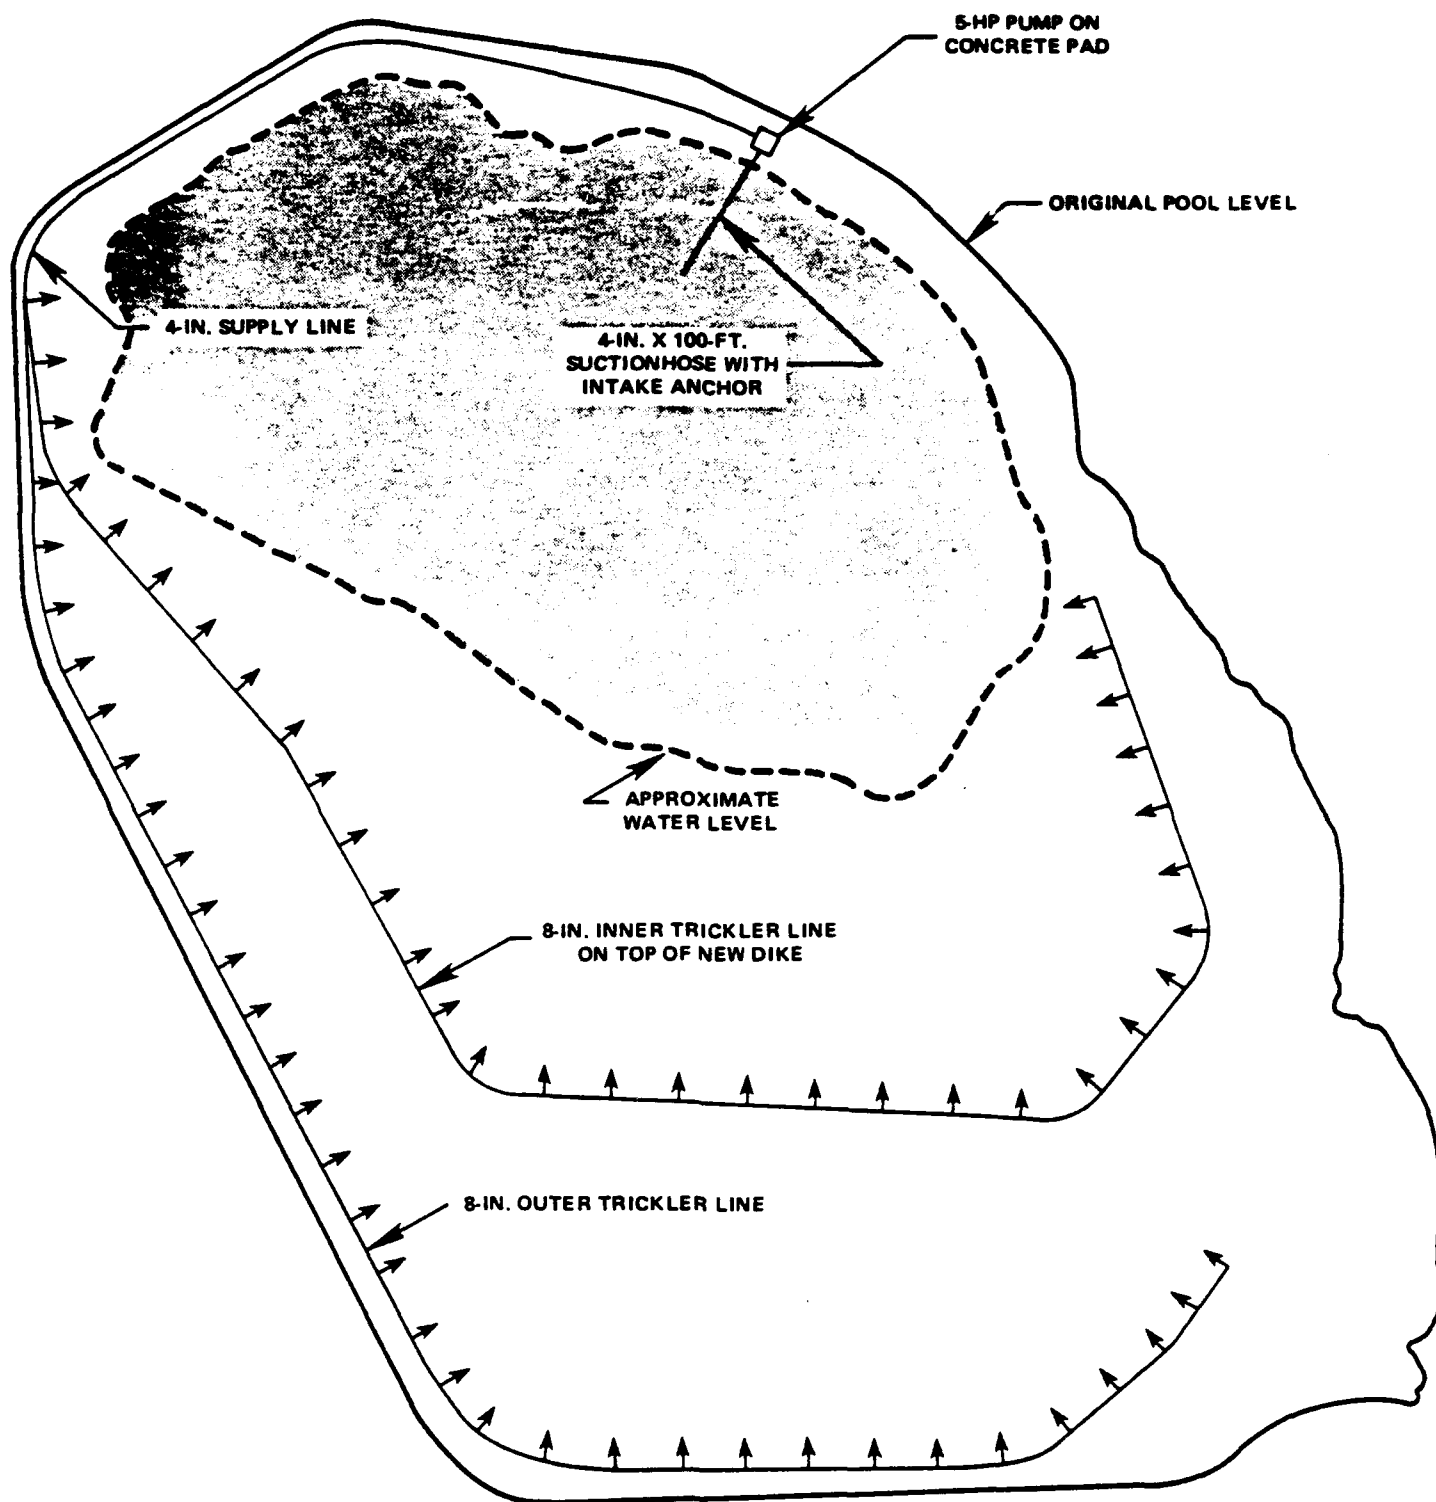 5-HP PUMP ON
CONCRETE PAD
ORIGINAL POOL LEVEL
4-IN. SUPPLY LINE
4-IN. X 100-FT.
SUCTIONHOSE WITH
INTAKE ANCHOR
APPROXIMATE
WATER LEVEL
8-IN. INNER TRICKLER LINE
ON TOP OF NEW DIKE
8-IN. OUTER TRICKLER LINE